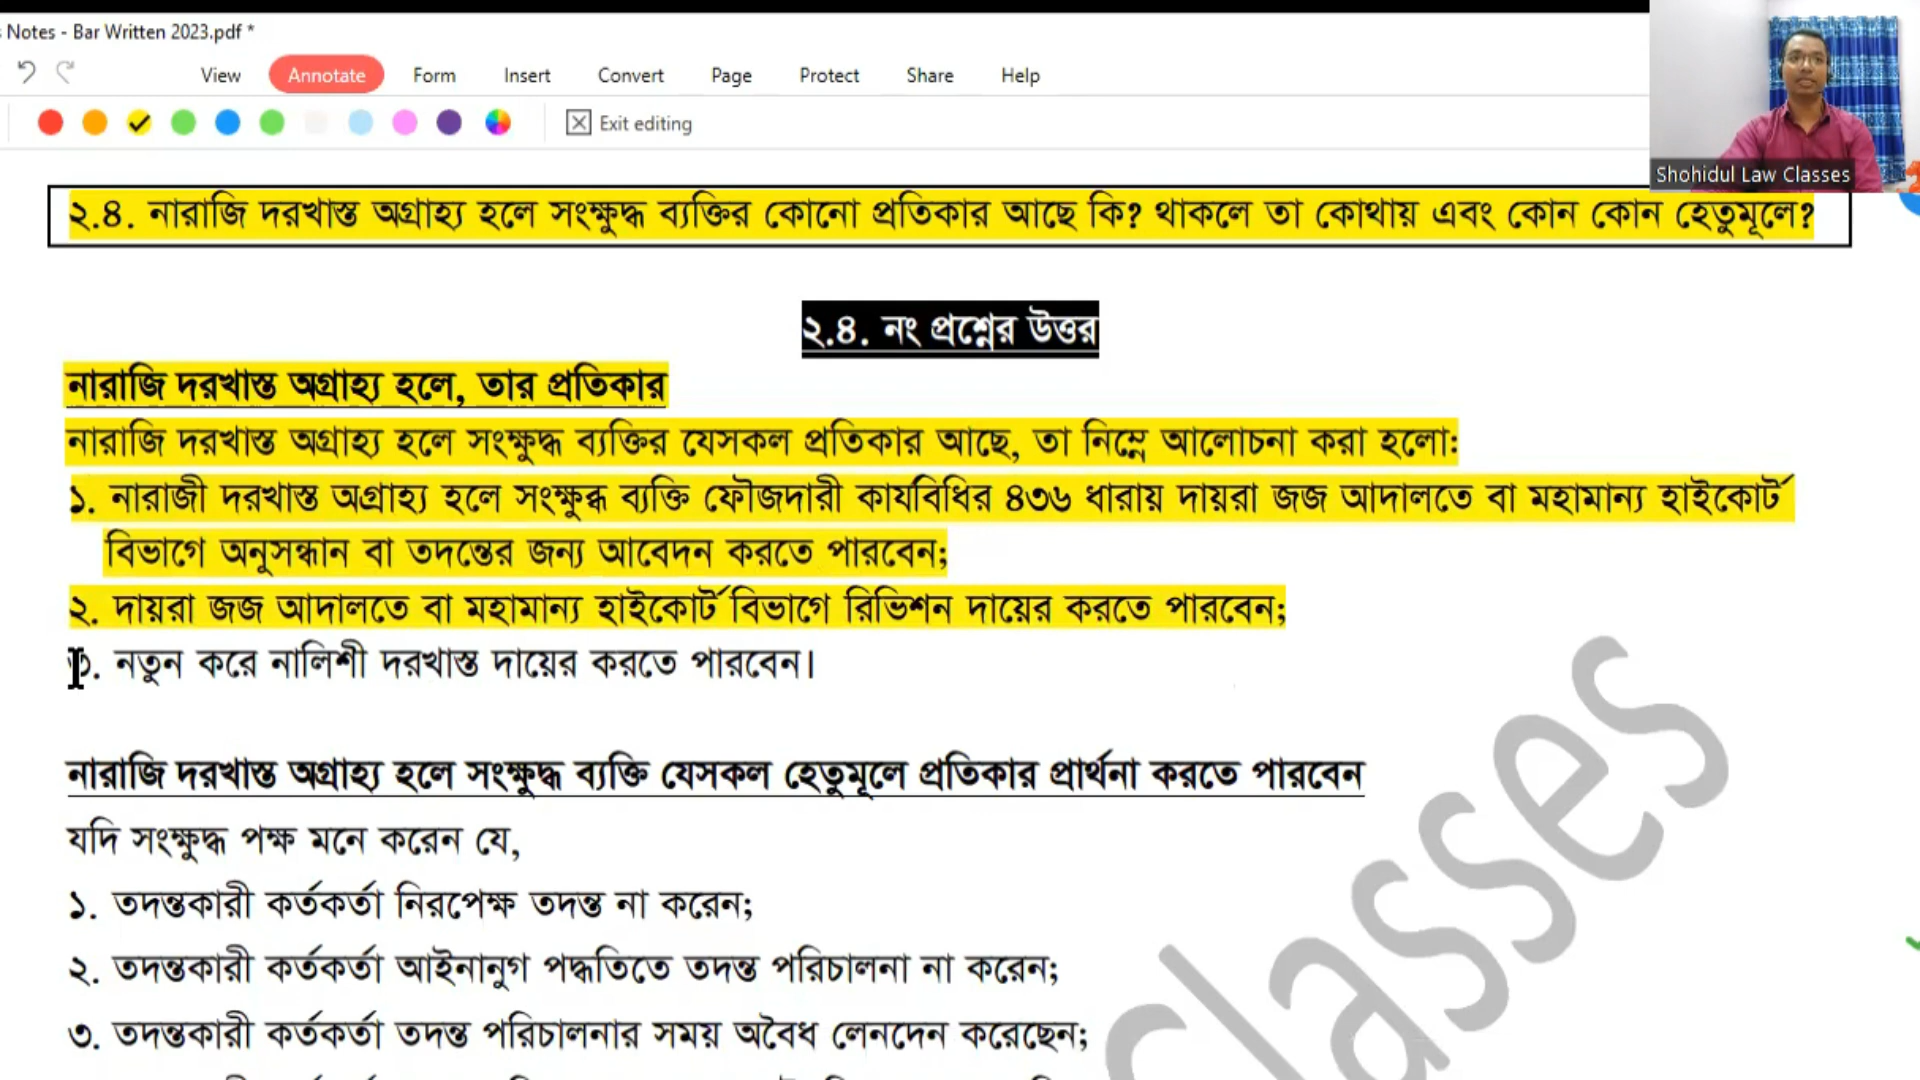 Notes - Bar Written 2023.pdf *
View Annotate Form Insert Convert Page Protect Share Help
Exit editing
Shohidul Law Classes
২.৪. নারাজি দরখাস্ত অগ্রাহ্য হলে সংক্ষুদ্ধ ব্যক্তির কোনো প্রতিকার আছে কি? থাকলে তা কোথায় এবং কোন কোন হেতুমূলে?
২.৪. নং প্রশ্নের উত্তর
নারাজি দরখাস্ত অগ্রাহ্য হলে, তার প্রতিকার
নারাজি দরখাস্ত অগ্রাহ্য হলে সংক্ষুদ্ধ ব্যক্তির যেসকল প্রতিকার আছে, তা নিম্নে আলোচনা করা হলো:
১. নারাজী দরখাস্ত অগ্রাহ্য হলে সংক্ষুব্ধ ব্যক্তি ফৌজদারী কার্যবিধির ৪৩৬ ধারায় দায়রা জজ আদালতে বা মহামান্য হাইকোর্ট
বিভাগে অনুসন্ধান বা তদন্তের জন্য আবেদন করতে পারবেন;
২. দায়রা জজ আদালতে বা মহামান্য হাইকোর্ট বিভাগে রিভিশন দায়ের করতে পারবেন;
৩. নতুন করে নালিশী দরখাস্ত দায়ের করতে পারবেন।
নারাজি দরখাস্ত অগ্রাহ্য হলে সংক্ষুদ্ধ ব্যক্তি যেসকল হেতুমূলে প্রতিকার প্রার্থনা করতে পারবেন
যদি সংক্ষুদ্ধ পক্ষ মনে করেন যে,
১. তদন্তকারী কর্তকর্তা নিরপেক্ষ তদন্ত না করেন;
২. তদন্তকারী কর্তকর্তা আইনানুগ পদ্ধতিতে তদন্ত পরিচালনা না করেন;
৩. তদন্তকারী কর্তকর্তা তদন্ত পরিচালনার সময় অবৈধ লেনদেন করেছেন;
Classes